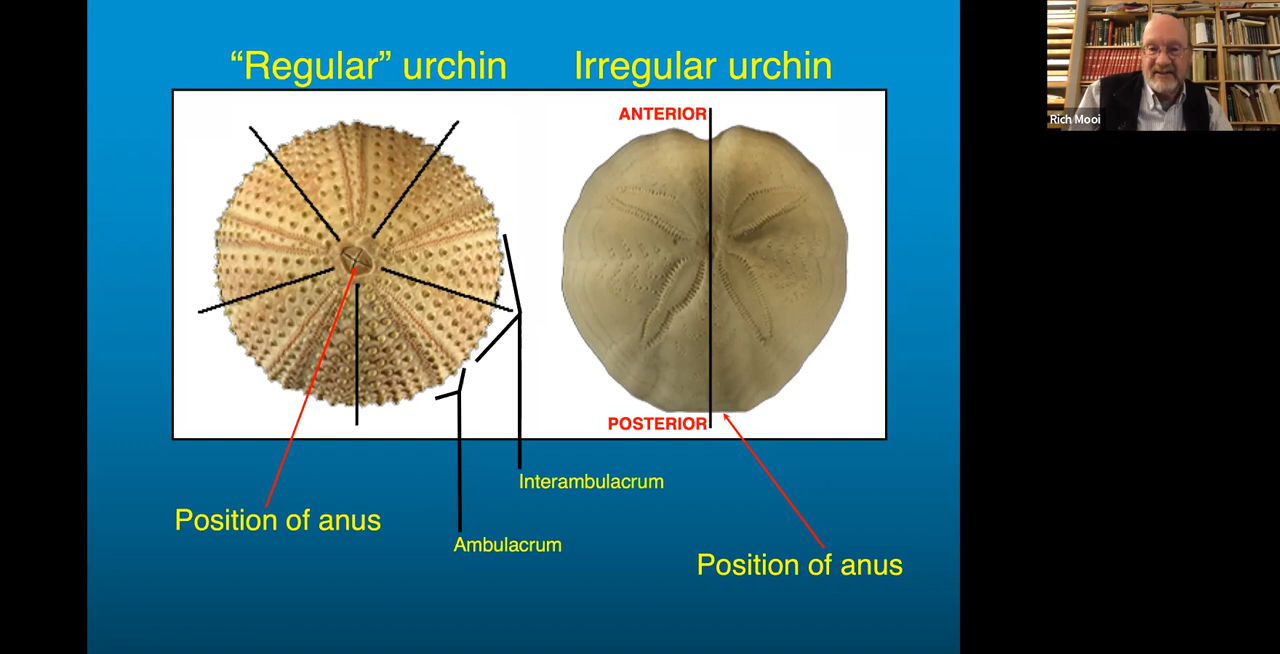 “Regular” urchin
Irregular urchin
ANTERIOR
POSTERIOR
Interambulacrum
Position of anus
Ambulacrum
Position of anus
Rich Mooi